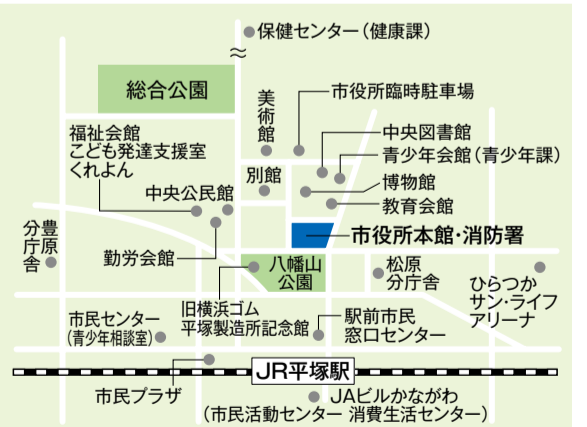 保健センター(健康課)
総合公園
美術館
市役所臨時駐車場
福祉会館
こども発達支援室
くれよん
中央図書館
青少年会館(青少年課)
中央公民館
別館
博物館
教育会館
豊原
分庁舎
勤労会館
市役所本館・消防署
八幡山
公園
松原
分庁舎
ひらつか
サン・ライフ
アリーナ
旧横浜ゴム
平塚製造所記念館
駅前市民
窓口センター
市民センター
(青少年相談室)
JR平塚駅
市民プラザ
JAビルかながわ
(市民活動センター 消費生活センター)